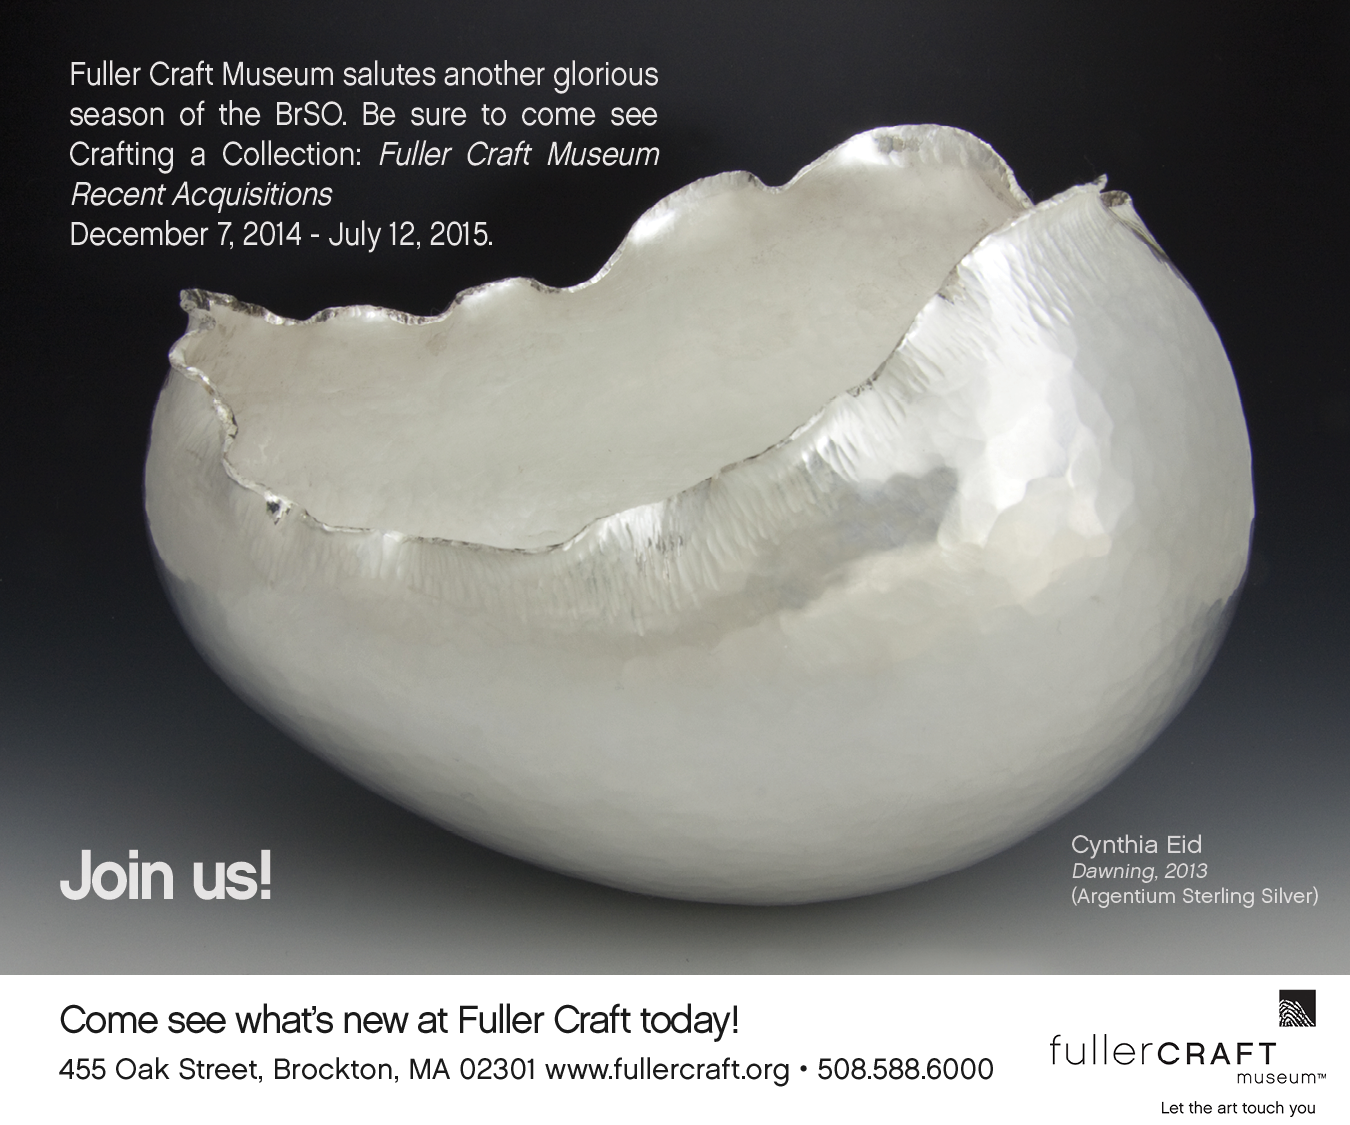 Fuller Craft Museum salutes another glorious
season of the BrSO. Be sure to come see
Crafting a Collection: Fuller Craft Museum
Recent Acquisitions
December 7, 2014 - July 12, 2015.
Join us!
Cynthia Eid
Dawning, 2013
(Argentium Sterling Silver)
Come see what's new at Fuller Craft today!
455 Oak Street, Brockton, MA 02301 www.fullercraft.org • 508.588.6000
fullerCRAFT
museum™
Let the art touch you